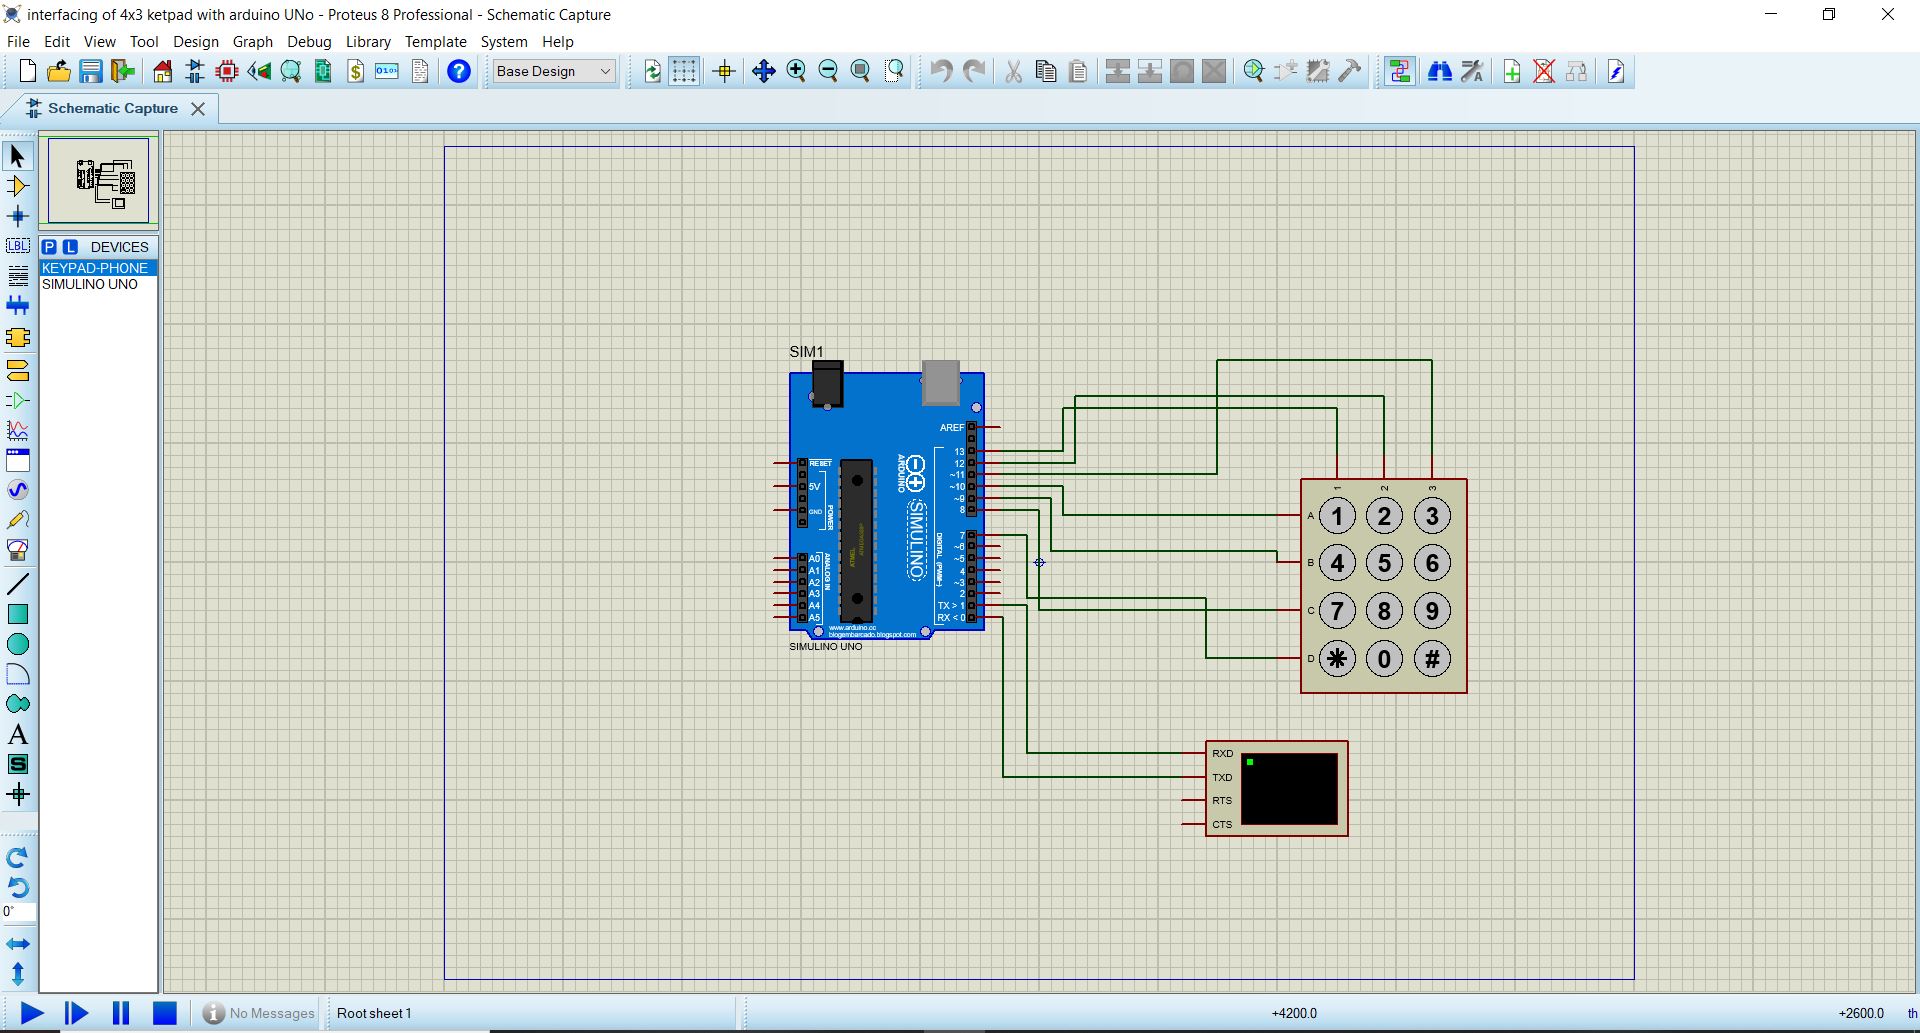 interfacing of 4x3 ketpad with arduino UNo - Proteus 8 Professional - Schematic Capture
File Edit View Tool Design Graph Debug Library Template System Help
$ 0101 ? Base Design
Schematic Capture
P L DEVICES
KEYPAD-PHONE
SIMULINO UNO
LBL
A
S
0°
SIM1
AREF
13
12
~11
~10
~9
8
7
~6
~5
4
~3
2
TX > 1
RX < 0
RESET
5V
GND
POWER
A0
A1
A2
A3
A4
A5
ANALOG IN
ATMEL
ARDUINO
SIMULINO
DIGITAL (PWM~)
www.arduino.cc
blogembarcado.blogspot.com
SIMULINO UNO
1 2 3
A 1 2 3
B 4 5 6
C 7 8 9
D * 0 #
RXD
TXD
RTS
CTS
No Messages Root sheet 1 +4200.0 +2600.0 th